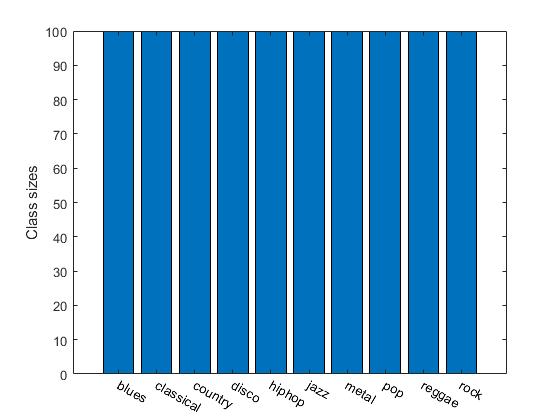 100
90
80
70
60
50
40
30
20
10
0
Class sizes
blues
classical
country
disco
hiphop
jazz
metal
pop
reggae
rock